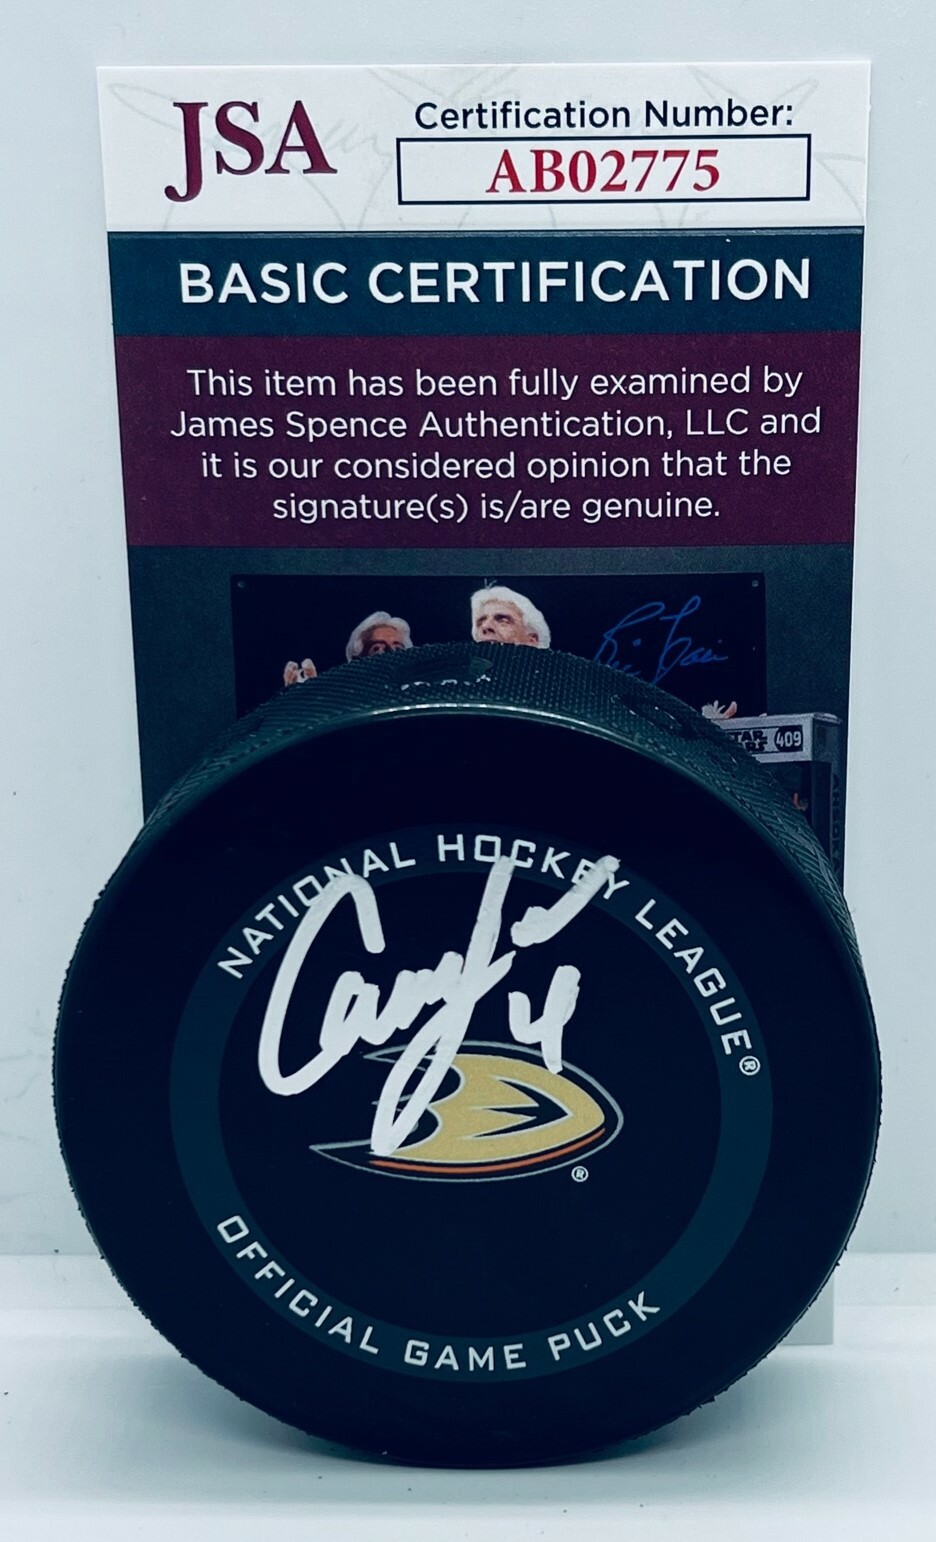 JSA
Certification Number:
AB02775
BASIC CERTIFICATION
This item has been fully examined by
James Spence Authentication, LLC and
it is our considered opinion that the
signature(s) is/are genuine.
409
NATIONAL HOCKEY LEAGUE®
4
®
OFFICIAL GAME PUCK